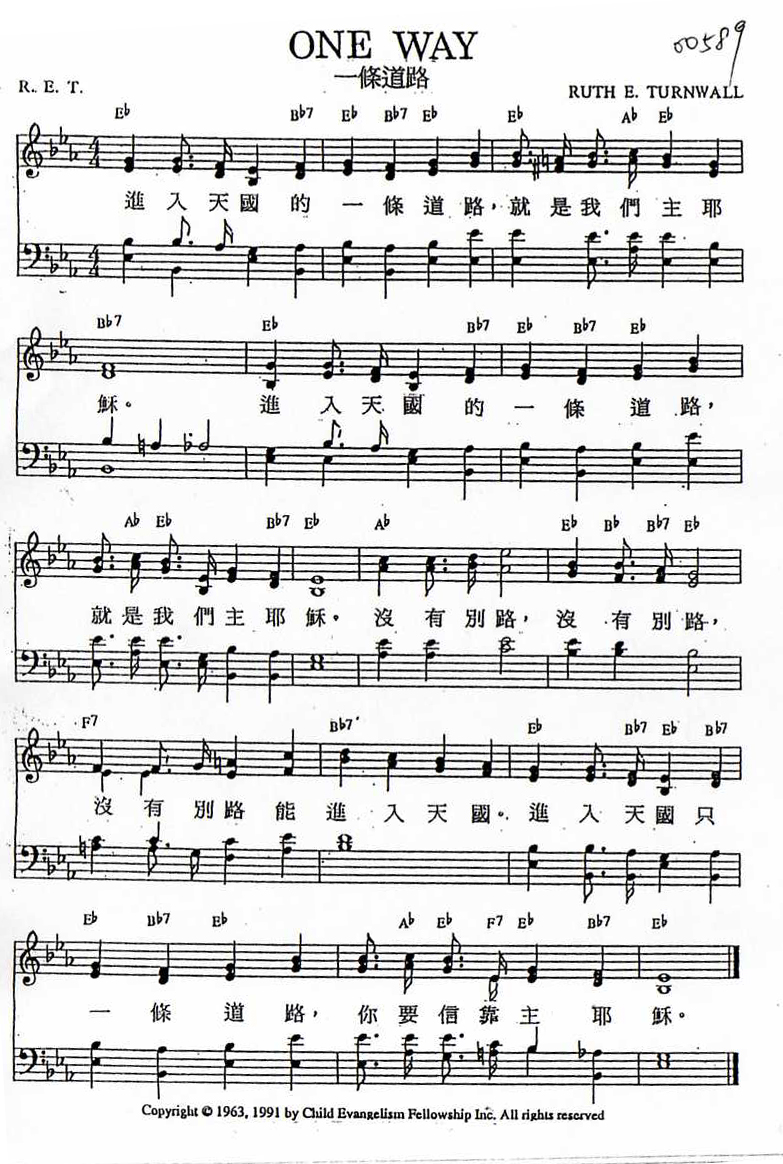 ONE WAY
00589
一條道路
R. E. T.
RUTH E. TURNWALL
Eb Bb7 Eb Bb7 Eb Eb Ab Eb
進入天國的一條道路，就是我們主耶
Bb7 Eb Bb7 Eb Bb7 Eb
穌。進入天國的一條道路，
Ab Eb Bb7 Eb Ab Eb Bb Bb7 Eb
就是我們主耶穌。沒有別路，沒有別路，
F7 Bb7 Eb Bb7 Eb Bb7
沒有別路能進入天國。進入天國只
Eb Bb7 Eb Ab Eb F7 Eb Bb7 Eb
一條道路，你要信靠主耶穌。
Copyright © 1963, 1991 by Child Evangelism Fellowship Inc. All rights reserved